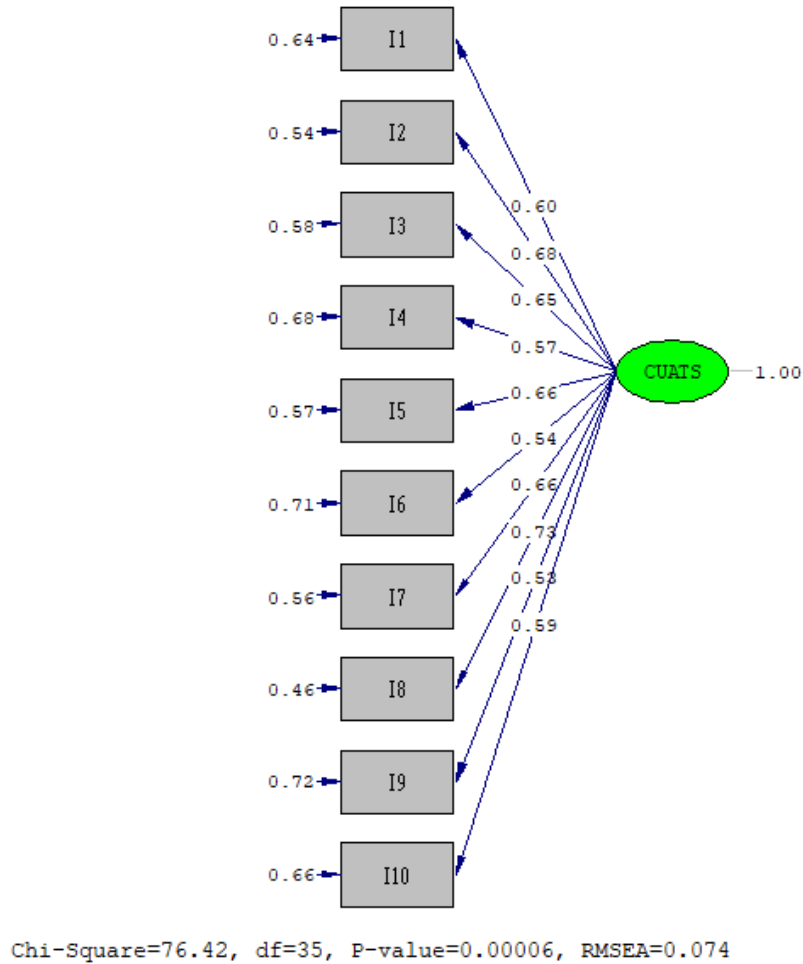 0.64 I1
0.54 I2
0.60
0.58 I3
0.68
0.65
0.68 I4
0.57
CUATS 1.00
0.66
0.57 I5
0.54
0.66
0.71 I6
0.73
0.53
0.56 I7
0.59
0.46 I8
0.72 I9
0.66 I10
Chi-Square=76.42, df=35, P-value=0.00006, RMSEA=0.074